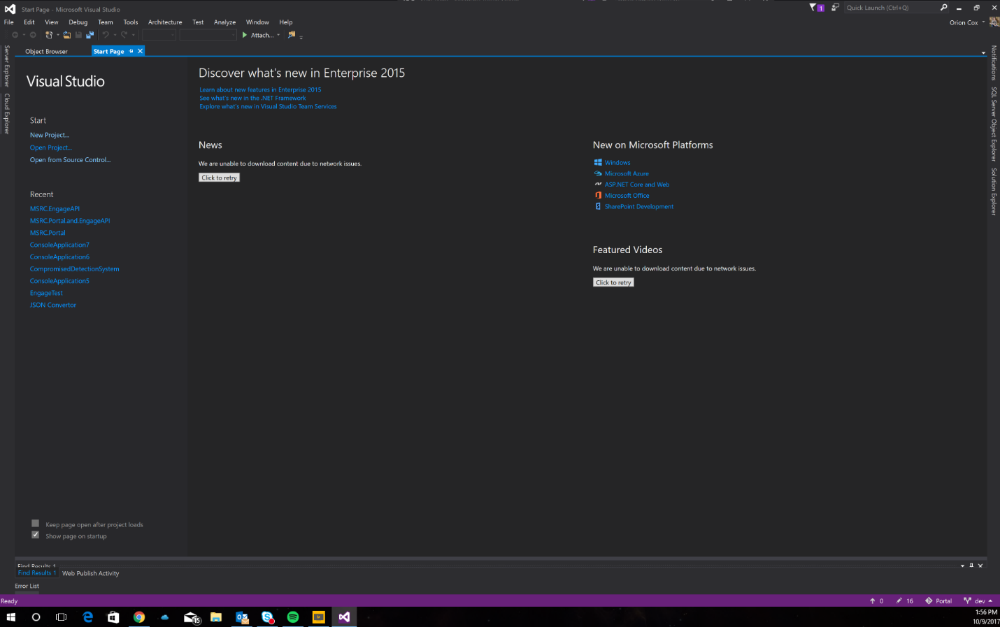 Start Page - Microsoft Visual Studio
1
Quick Launch (Ctrl+Q)
File Edit View Debug Team Tools Architecture Test Analyze Window Help
Orion Cox
Attach...
Server Explorer
Cloud Explorer
Object Browser
Start Page
Visual Studio
Start
New Project...
Open Project...
Open from Source Control...
Recent
MSRC.EngageAPI
MSRC.Portal.and.EngageAPI
MSRC.Portal
ConsoleApplication7
ConsoleApplication6
CompromisedDetectionSystem
ConsoleApplication5
EngageTest
JSON Convertor
Keep page open after project loads
Show page on startup
Discover what's new in Enterprise 2015
Learn about new features in Enterprise 2015
See what's new in the .NET Framework
Explore what's new in Visual Studio Team Services
News
We are unable to download content due to network issues.
Click to retry
New on Microsoft Platforms
Windows
Microsoft Azure
ASP.NET Core and Web
Microsoft Office
SharePoint Development
Featured Videos
We are unable to download content due to network issues.
Click to retry
Notifications
SQL Server Object Explorer
Solution Explorer
Find Results 1
Find Results 1 Web Publish Activity
Error List
Ready
0 16 Portal dev
15
1:56 PM
10/9/2017